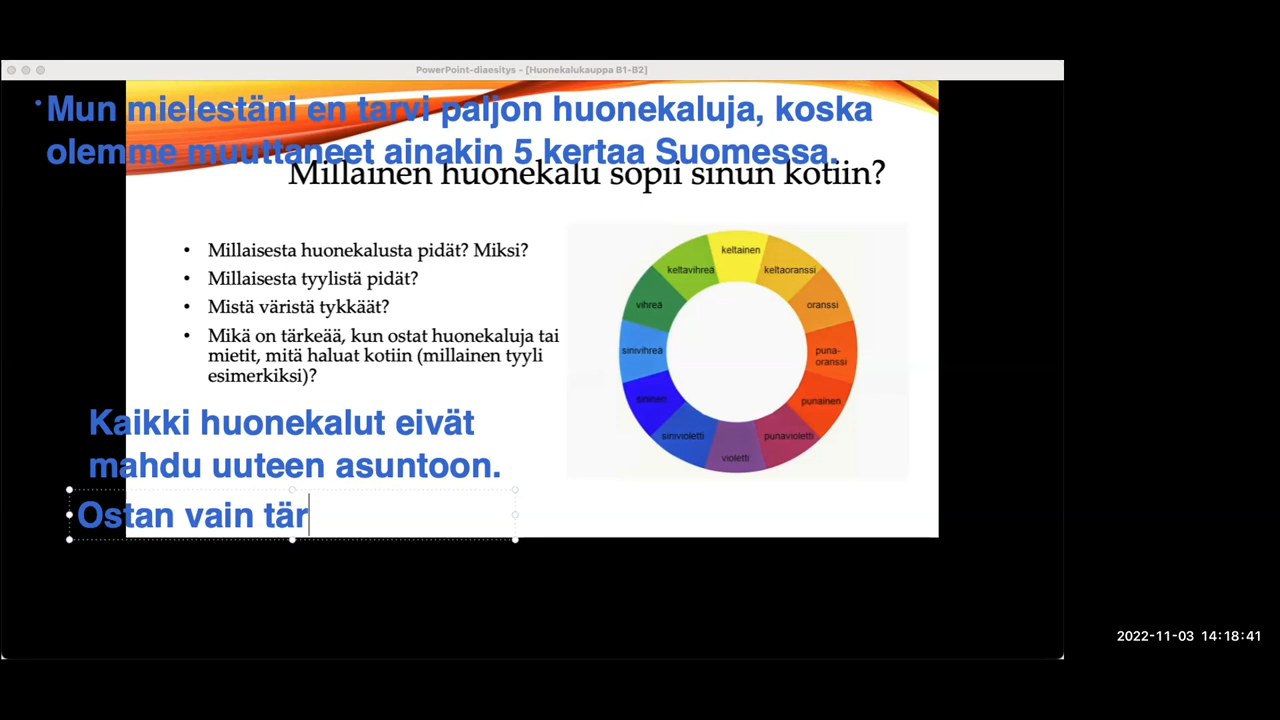 PowerPoint-diaesitys - [Huonekalukauppa B1-B2]
• Mun mielestäni en tarvi paljon huonekaluja, koska
olemme muuttaneet ainakin 5 kertaa Suomessa.
Millainen huonekalu sopii sinun kotiin?
• Millaisesta huonekalusta pidät? Miksi?
• Millaisesta tyylistä pidät?
• Mistä väristä tykkäät?
• Mikä on tärkeää, kun ostat huonekaluja tai
mietit, mitä haluat kotiin (millainen tyyli
esimerkiksi)?
keltainen
keltaoranssi
oranssi
puna-
oranssi
punainen
punavioletti
violetti
sinivioletti
sininen
sinivihreä
vihreä
keltavihreä
Kaikki huonekalut eivät
mahdu uuteen asuntoon.
Ostan vain tär
2022-11-03 14:18:41